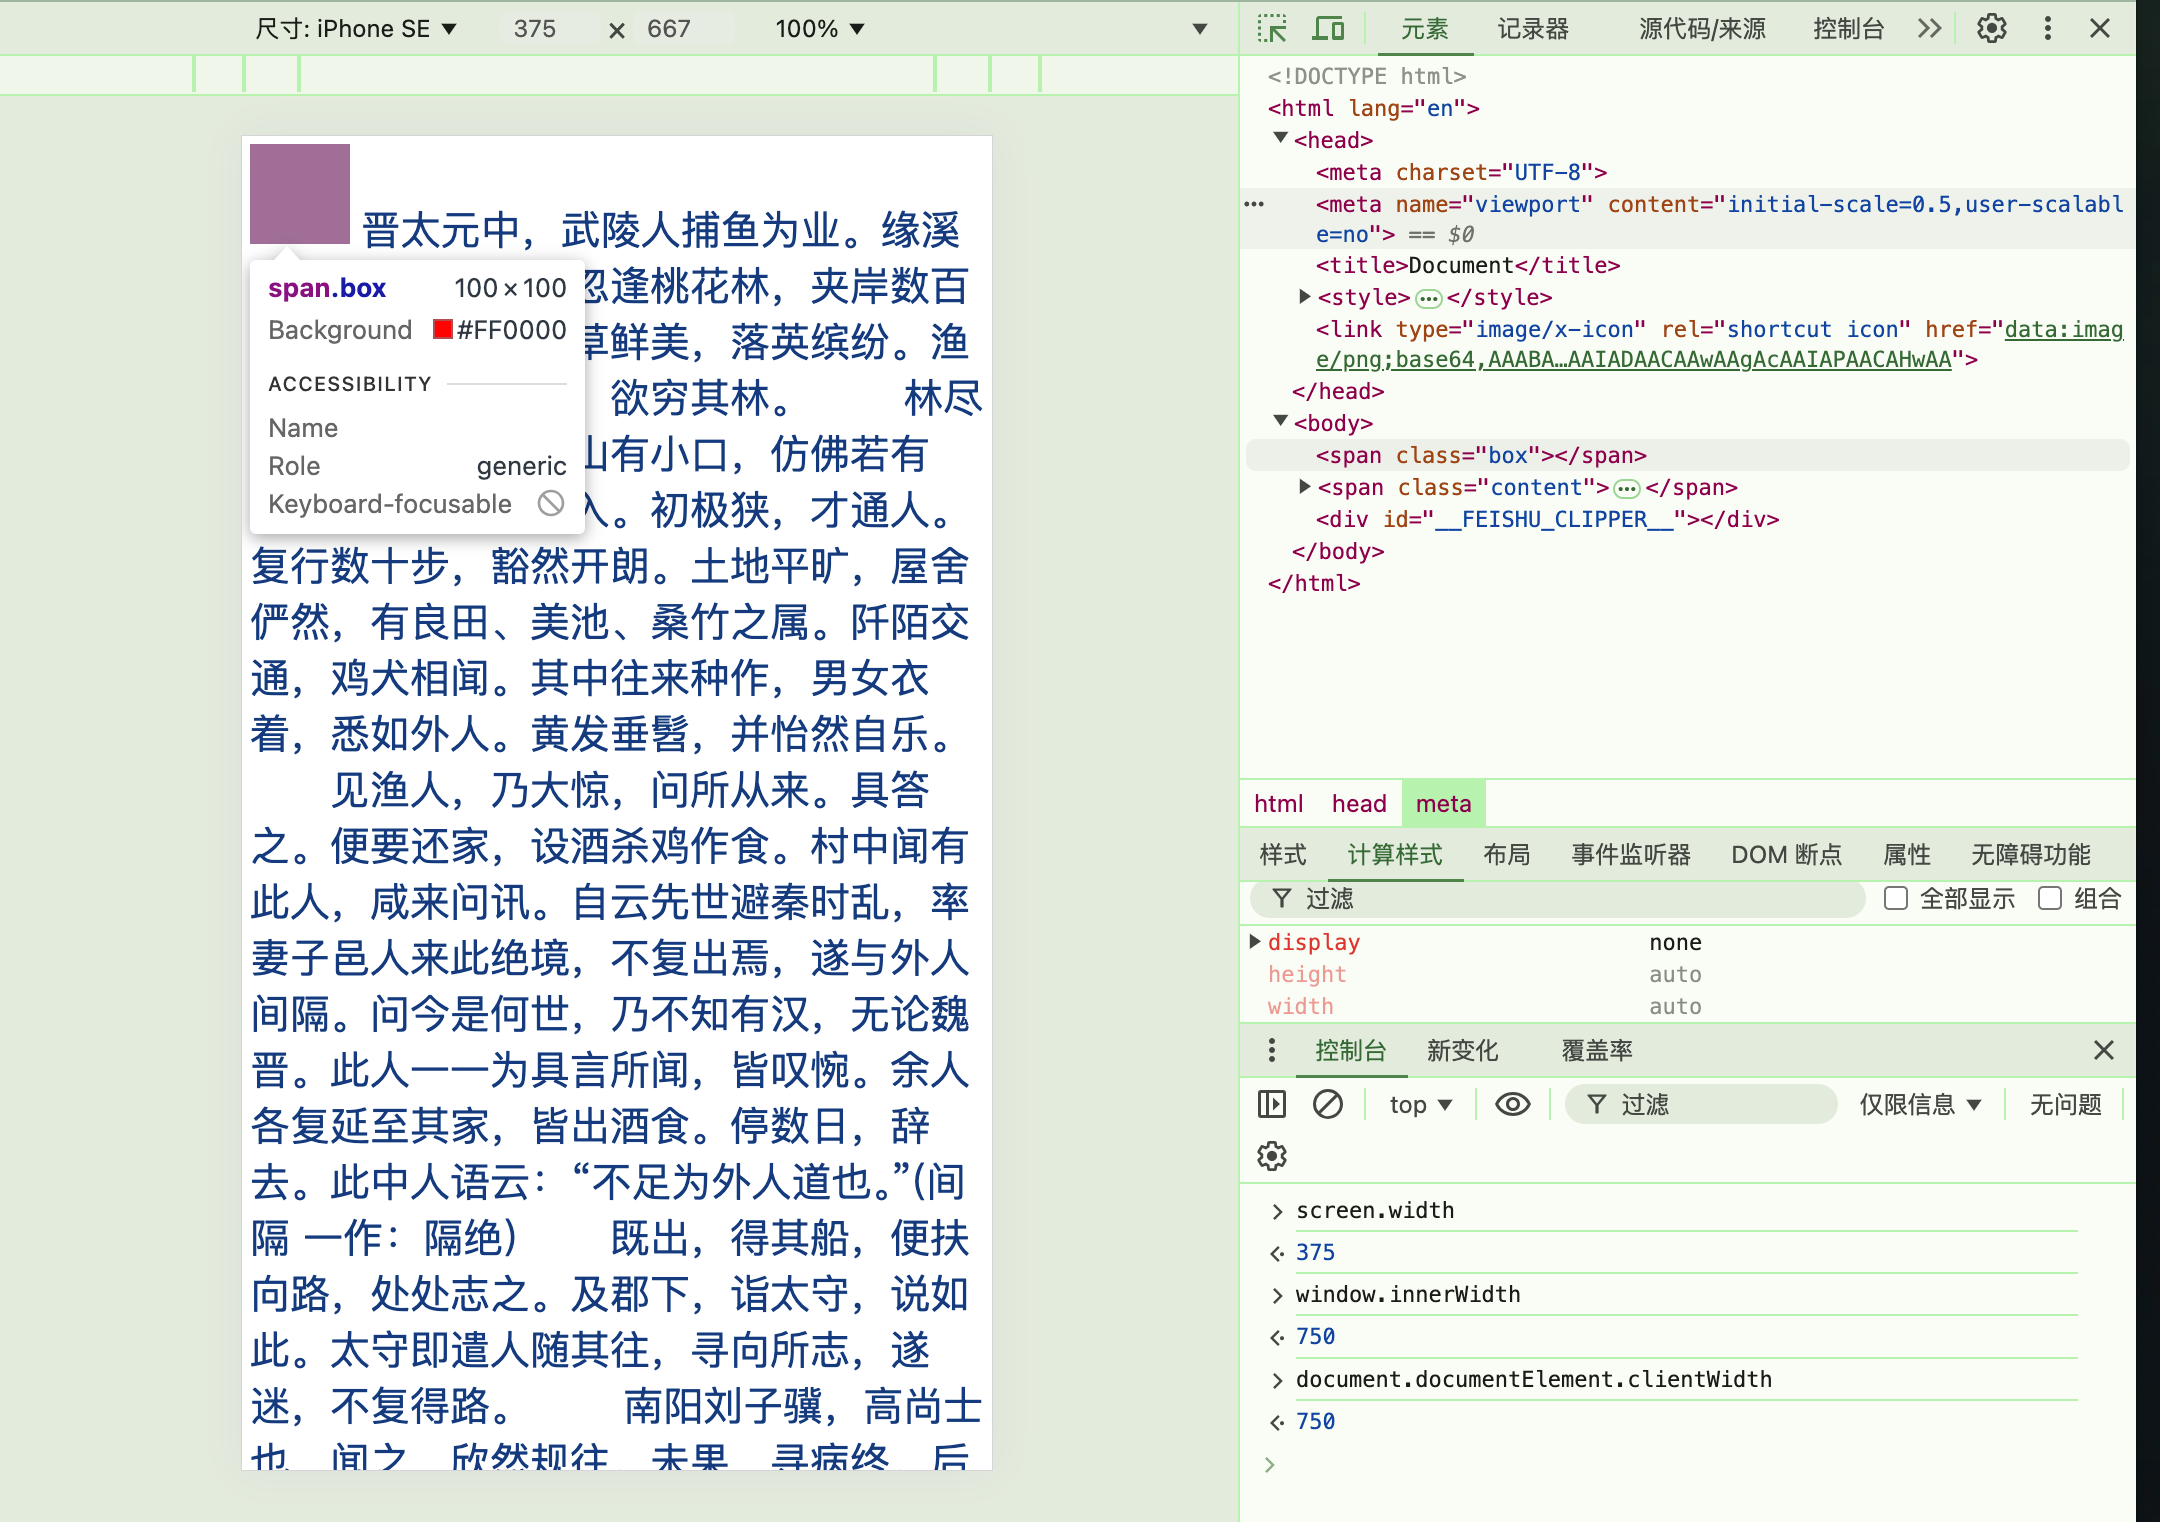 尺寸: iPhone SE ▼ 375 × 667 100% ▼ ▼
晋太元中，武陵人捕鱼为业。缘溪
忽逢桃花林，夹岸数百
草鲜美，落英缤纷。渔
欲穷其林。 林尽
山有小口，仿佛若有
入。初极狭，才通人。
复行数十步，豁然开朗。土地平旷，屋舍
俨然，有良田、美池、桑竹之属。阡陌交
通，鸡犬相闻。其中往来种作，男女衣
着，悉如外人。黄发垂髫，并怡然自乐。
见渔人，乃大惊，问所从来。具答
之。便要还家，设酒杀鸡作食。村中闻有
此人，咸来问讯。自云先世避秦时乱，率
妻子邑人来此绝境，不复出焉，遂与外人
间隔。问今是何世，乃不知有汉，无论魏
晋。此人一一为具言所闻，皆叹惋。余人
各复延至其家，皆出酒食。停数日，辞
去。此中人语云：“不足为外人道也。”(间
隔 一作：隔绝) 既出，得其船，便扶
向路，处处志之。及郡下，诣太守，说如
此。太守即遣人随其往，寻向所志，遂
迷，不复得路。 南阳刘子骥，高尚士
也，闻之，欣然规往。未果，寻病终。后
span.box 100×100
Background #FF0000
ACCESSIBILITY
Name
Role generic
Keyboard-focusable
元素 记录器 源代码/来源 控制台
<!DOCTYPE html>
<html lang="en">
<head>
<meta charset="UTF-8">
<meta name="viewport" content="initial-scale=0.5,user-scalabl
e=no"> == $0
<title>Document</title>
<style>…</style>
<link type="image/x-icon" rel="shortcut icon" href="data:imag
e/png;base64,AAABA…AAIADAACAAwAAgAcAAIAPAACAHwAA">
</head>
<body>
<span class="box"></span>
<span class="content">…</span>
<div id="__FEISHU_CLIPPER__"></div>
</body>
</html>
html head meta
样式 计算样式 布局 事件监听器 DOM 断点 属性 无障碍功能
过滤 全部显示 组合
display none
height auto
width auto
控制台 新变化 覆盖率
top ▼ 过滤 仅限信息 ▼ 无问题
> screen.width
375
> window.innerWidth
750
> document.documentElement.clientWidth
750
>